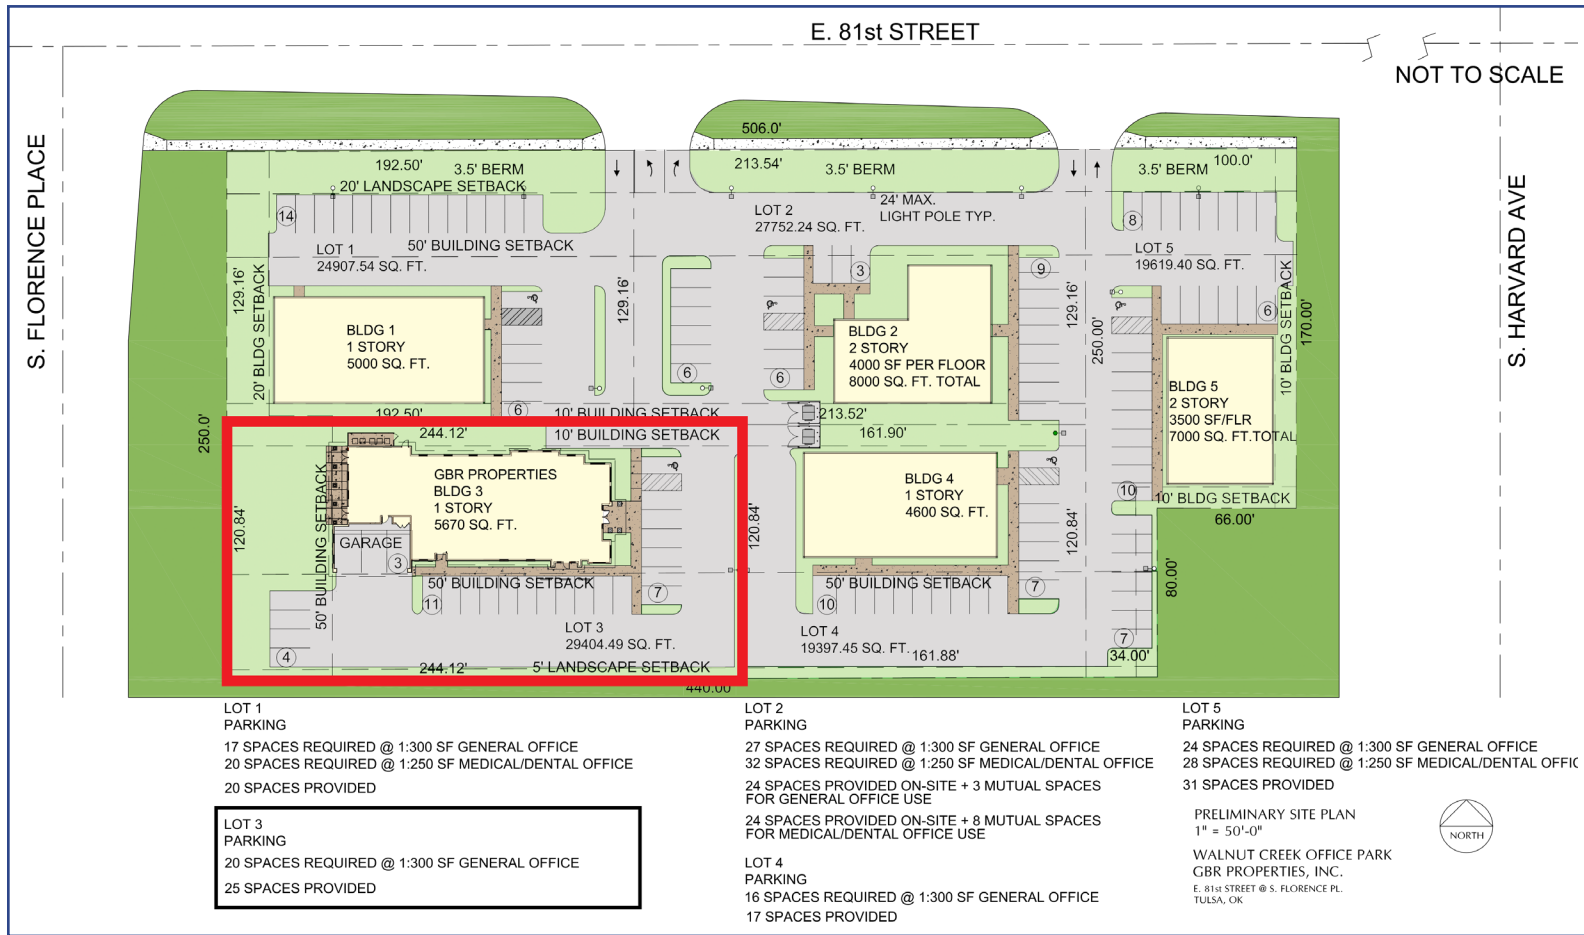 E. 81st STREET
NOT TO SCALE
S. FLORENCE PLACE
S. HARVARD AVE
506.0'
192.50'
3.5' BERM
213.54'
3.5' BERM
3.5' BERM
100.0'
20' LANDSCAPE SETBACK
24' MAX.
LIGHT POLE TYP.
14
LOT 1
24907.54 SQ. FT.
50' BUILDING SETBACK
LOT 2
27752.24 SQ. FT.
8
LOT 5
19619.40 SQ. FT.
3
9
129.16'
20' BLDG SETBACK
129.16'
129.16'
250.00'
10' BLDG SETBACK
170.00'
6
BLDG 1
1 STORY
5000 SQ. FT.
BLDG 2
2 STORY
4000 SF PER FLOOR
8000 SQ. FT. TOTAL
BLDG 5
2 STORY
3500 SF/FLR
7000 SQ. FT.TOTAL
6
6
6
192.50'
10' BUILDING SETBACK
213.52'
250.0'
244.12'
10' BUILDING SETBACK
161.90'
GBR PROPERTIES
BLDG 3
1 STORY
5670 SQ. FT.
BLDG 4
1 STORY
4600 SQ. FT.
10
10' BLDG SETBACK
66.00'
120.84'
50' BUILDING SETBACK
120.84'
120.84'
80.00'
GARAGE
3
50' BUILDING SETBACK
50' BUILDING SETBACK
11
7
10
7
LOT 3
29404.49 SQ. FT.
LOT 4
19397.45 SQ. FT.
7
4
244.12'
5' LANDSCAPE SETBACK
161.88'
34.00'
440.00'
LOT 1
PARKING
17 SPACES REQUIRED @ 1:300 SF GENERAL OFFICE
20 SPACES REQUIRED @ 1:250 SF MEDICAL/DENTAL OFFICE
20 SPACES PROVIDED
LOT 3
PARKING
20 SPACES REQUIRED @ 1:300 SF GENERAL OFFICE
25 SPACES PROVIDED
LOT 2
PARKING
27 SPACES REQUIRED @ 1:300 SF GENERAL OFFICE
32 SPACES REQUIRED @ 1:250 SF MEDICAL/DENTAL OFFICE
24 SPACES PROVIDED ON-SITE + 3 MUTUAL SPACES
FOR GENERAL OFFICE USE
24 SPACES PROVIDED ON-SITE + 8 MUTUAL SPACES
FOR MEDICAL/DENTAL OFFICE USE
LOT 4
PARKING
16 SPACES REQUIRED @ 1:300 SF GENERAL OFFICE
17 SPACES PROVIDED
LOT 5
PARKING
24 SPACES REQUIRED @ 1:300 SF GENERAL OFFICE
28 SPACES REQUIRED @ 1:250 SF MEDICAL/DENTAL OFFIC
31 SPACES PROVIDED
PRELIMINARY SITE PLAN
1" = 50'-0"
WALNUT CREEK OFFICE PARK
GBR PROPERTIES, INC.
E. 81st STREET @ S. FLORENCE PL.
TULSA, OK
NORTH